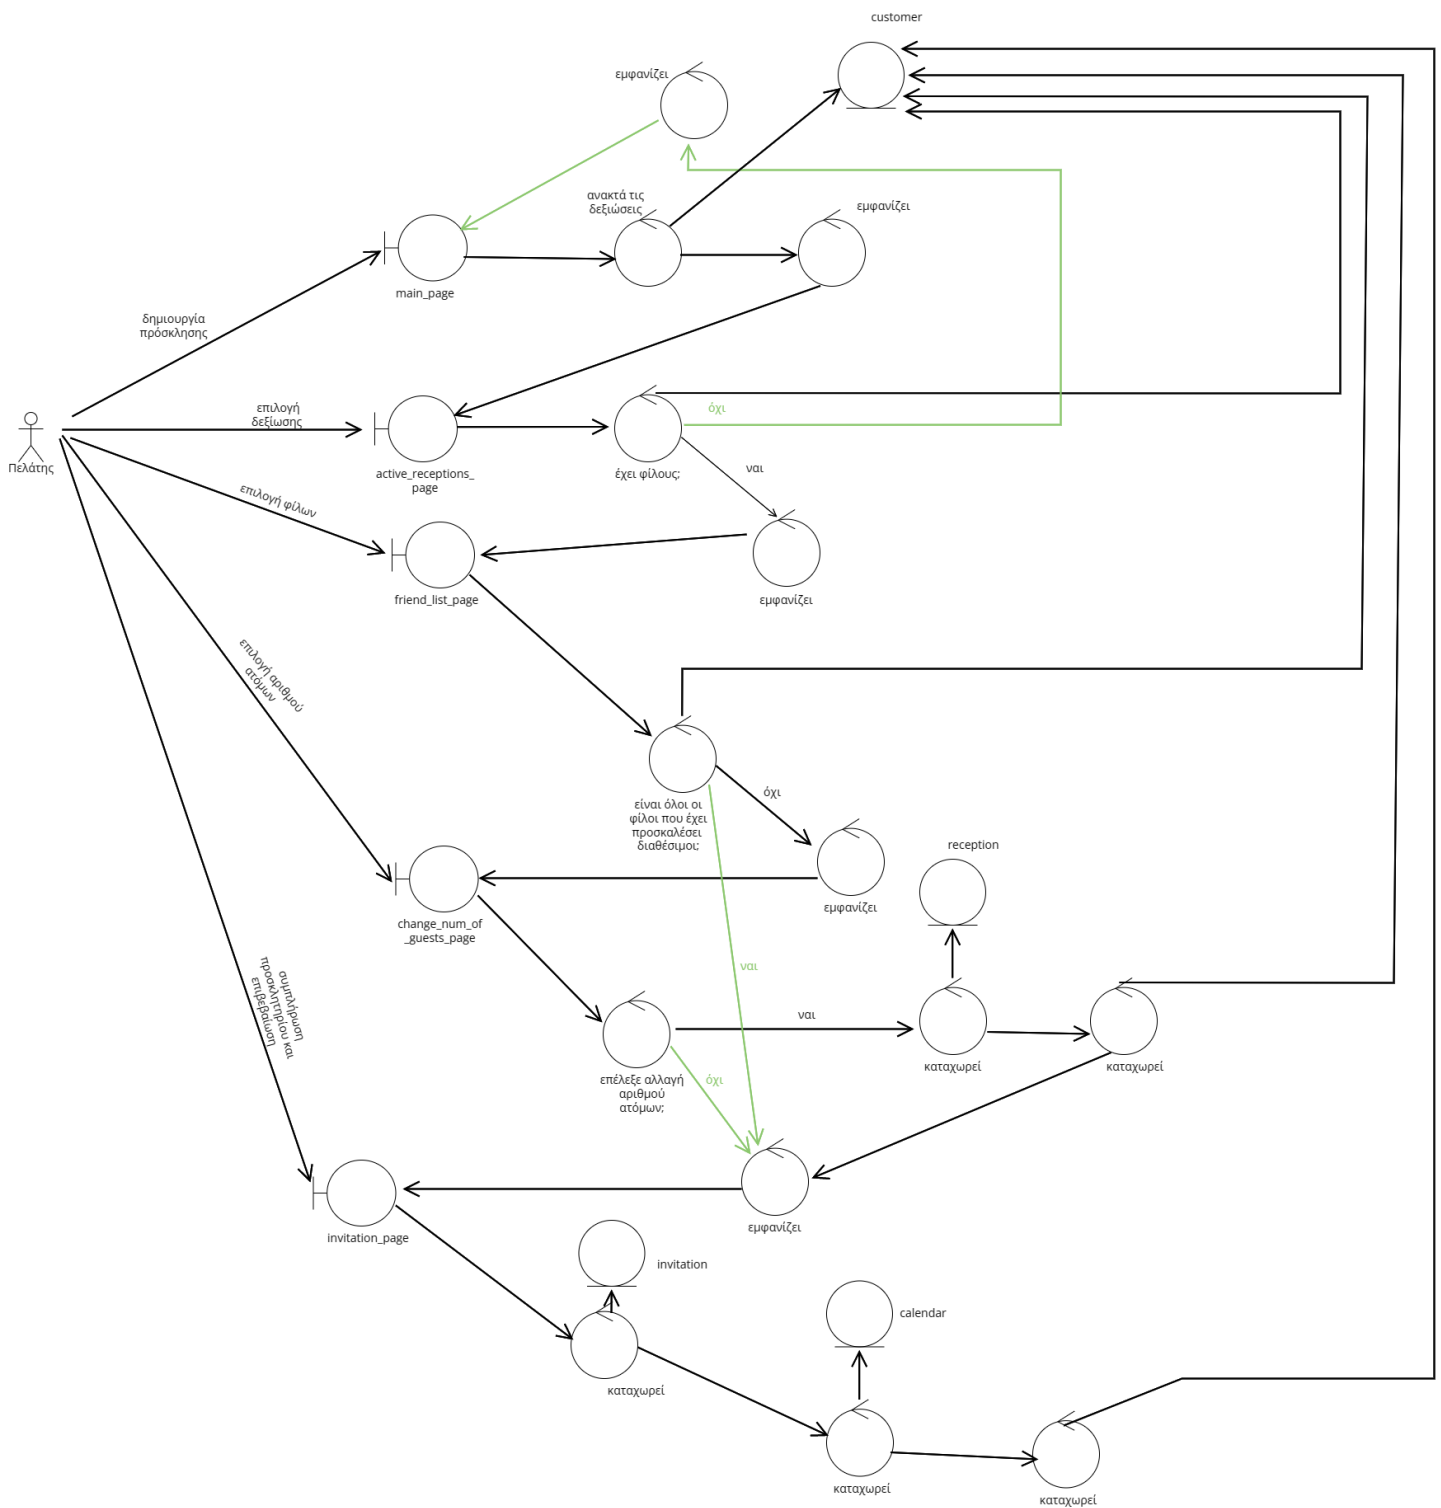 customer
εμφανίζει
ανακτά τις
δεξιώσεις
εμφανίζει
main_page
δημιουργία
πρόσκλησης
επιλογή
δεξίωσης
όχι
Πελάτης
active_receptions_
page
έχει φίλους;
ναι
επιλογή φίλων
friend_list_page
εμφανίζει
επιλογή αριθμού
ατόμων
όχι
είναι όλοι οι
φίλοι που έχει
προσκαλέσει
διαθέσιμοι;
reception
εμφανίζει
change_num_of
_guests_page
ναι
συμπλήρωση
προσκλητηρίου και
επιβεβαίωση
ναι
καταχωρεί
καταχωρεί
επέλεξε αλλαγή
αριθμού
ατόμων;
όχι
εμφανίζει
invitation_page
invitation
calendar
καταχωρεί
καταχωρεί
καταχωρεί